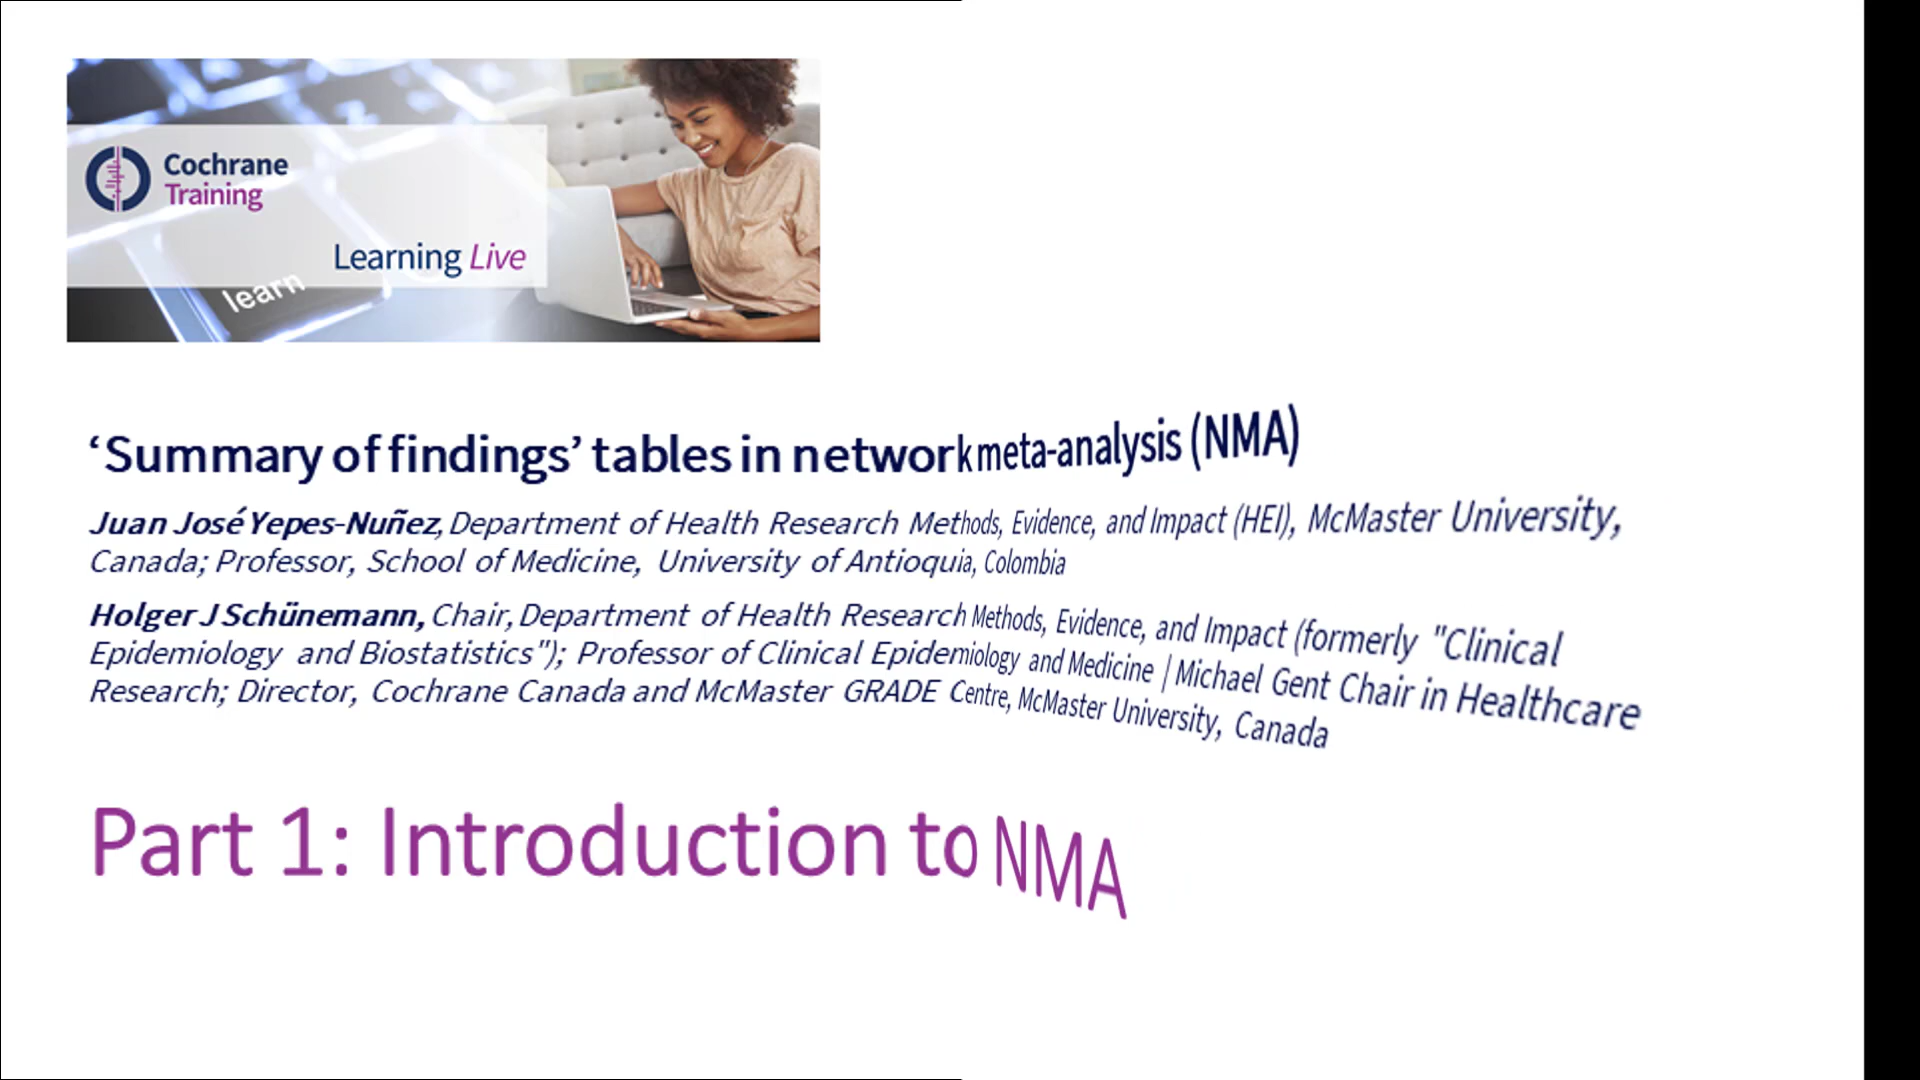 Cochrane
Training
Learning Live
learn
‘Summary of findings’ tables in network meta-analysis (NMA)
Juan José Yepes-Nuñez, Department of Health Research Methods, Evidence, and Impact (HEI), McMaster University,
Canada; Professor, School of Medicine, University of Antioquia, Colombia
Holger J Schünemann, Chair, Department of Health Research Methods, Evidence, and Impact (formerly "Clinical
Epidemiology and Biostatistics"); Professor of Clinical Epidemiology and Medicine | Michael Gent Chair in Healthcare
Research; Director, Cochrane Canada and McMaster GRADE Centre, McMaster University, Canada
Part 1: Introduction to NMA